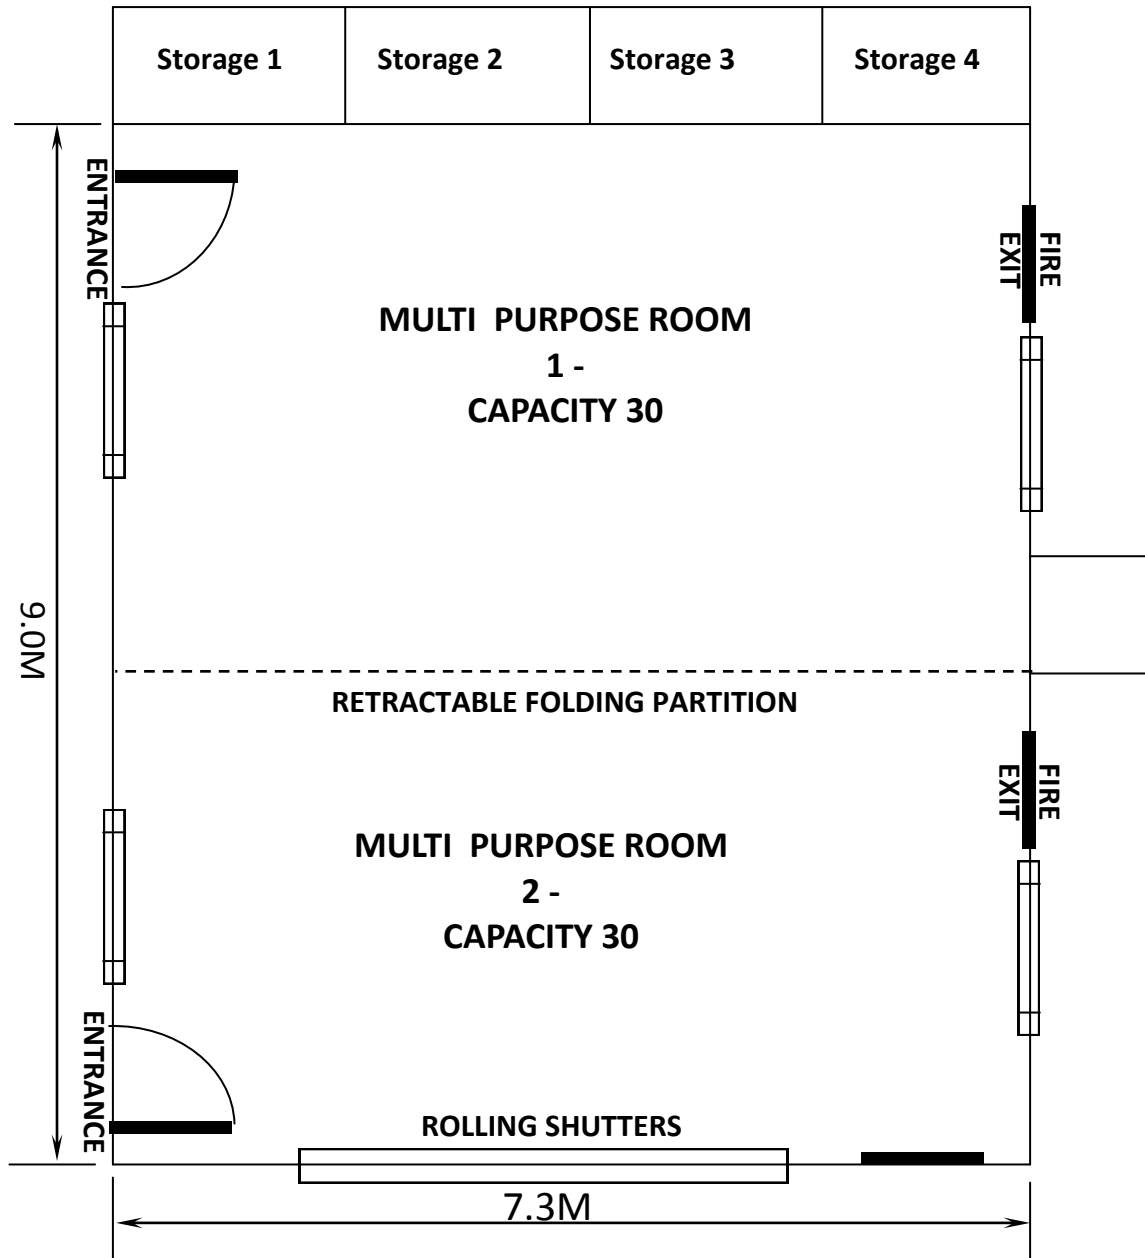 Storage 1
Storage 2
Storage 3
Storage 4
ENTRANCE
FIRE
EXIT
MULTI PURPOSE ROOM
1 -
CAPACITY 30
9.0M
RETRACTABLE FOLDING PARTITION
FIRE
EXIT
MULTI PURPOSE ROOM
2 -
CAPACITY 30
ENTRANCE
ROLLING SHUTTERS
7.3M